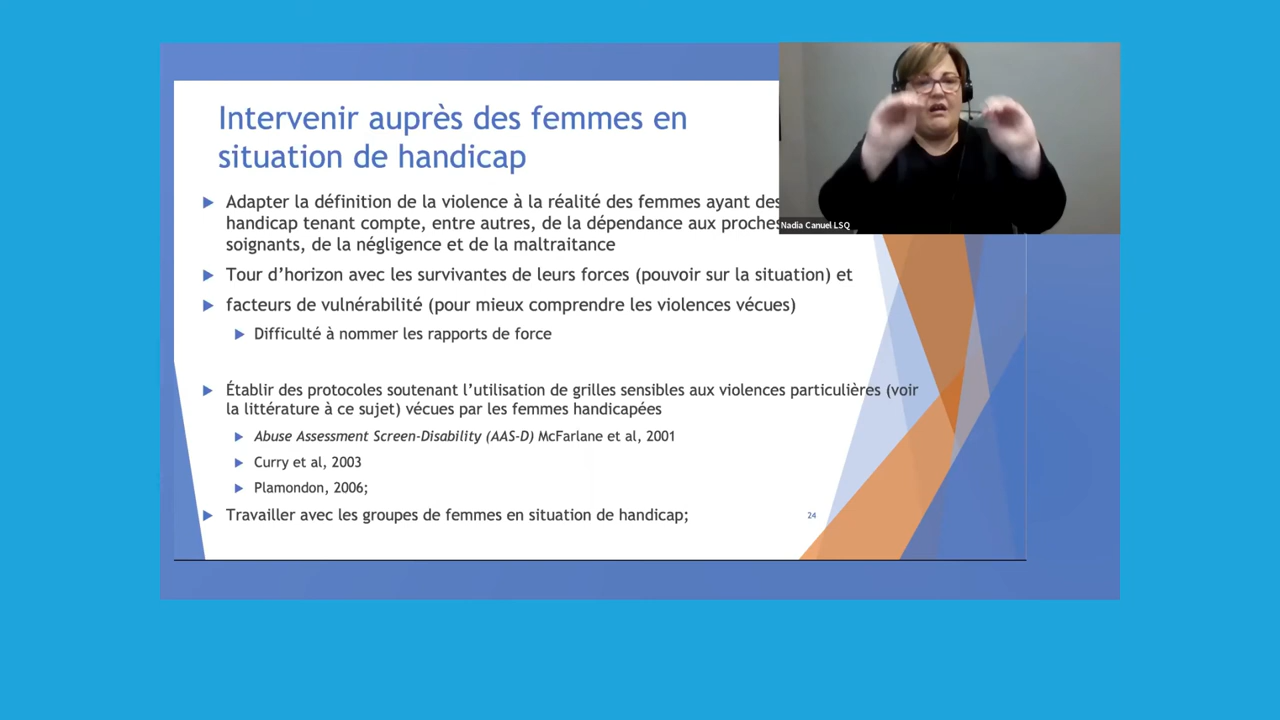 Intervenir auprès des femmes en
situation de handicap
Adapter la définition de la violence à la réalité des femmes ayant des
handicap tenant compte, entre autres, de la dépendance aux proches
soignants, de la négligence et de la maltraitance
Tour d’horizon avec les survivantes de leurs forces (pouvoir sur la situation) et
facteurs de vulnérabilité (pour mieux comprendre les violences vécues)
Difficulté à nommer les rapports de force
Établir des protocoles soutenant l’utilisation de grilles sensibles aux violences particulières (voir
la littérature à ce sujet) vécues par les femmes handicapées
Abuse Assessment Screen-Disability (AAS-D) McFarlane et al, 2001
Curry et al, 2003
Plamondon, 2006;
Travailler avec les groupes de femmes en situation de handicap;
24
Nadia Canuel LSQ